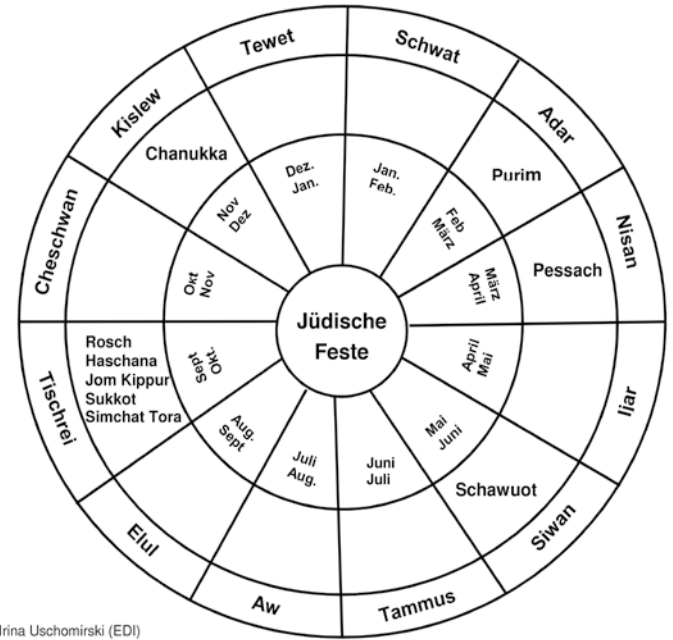 Tewet
Schwat
Adar
Nisan
Iiar
Siwan
Tammus
Aw
Elul
Tischrei
Cheschwan
Kislew
Chanukka
Purim
Pessach
Schawuot
Rosch
Haschana
Jom Kippur
Sukkot
Simchat Tora
Dez.
Jan.
Jan.
Feb.
Feb
März
März
April
April
Mai
Mai
Juni
Juni
Juli
Juli
Aug.
Aug.
Sept
Sept
Okt.
Okt
Nov
Nov
Dez
Jüdische
Feste
Irina Uschomirski (EDI)